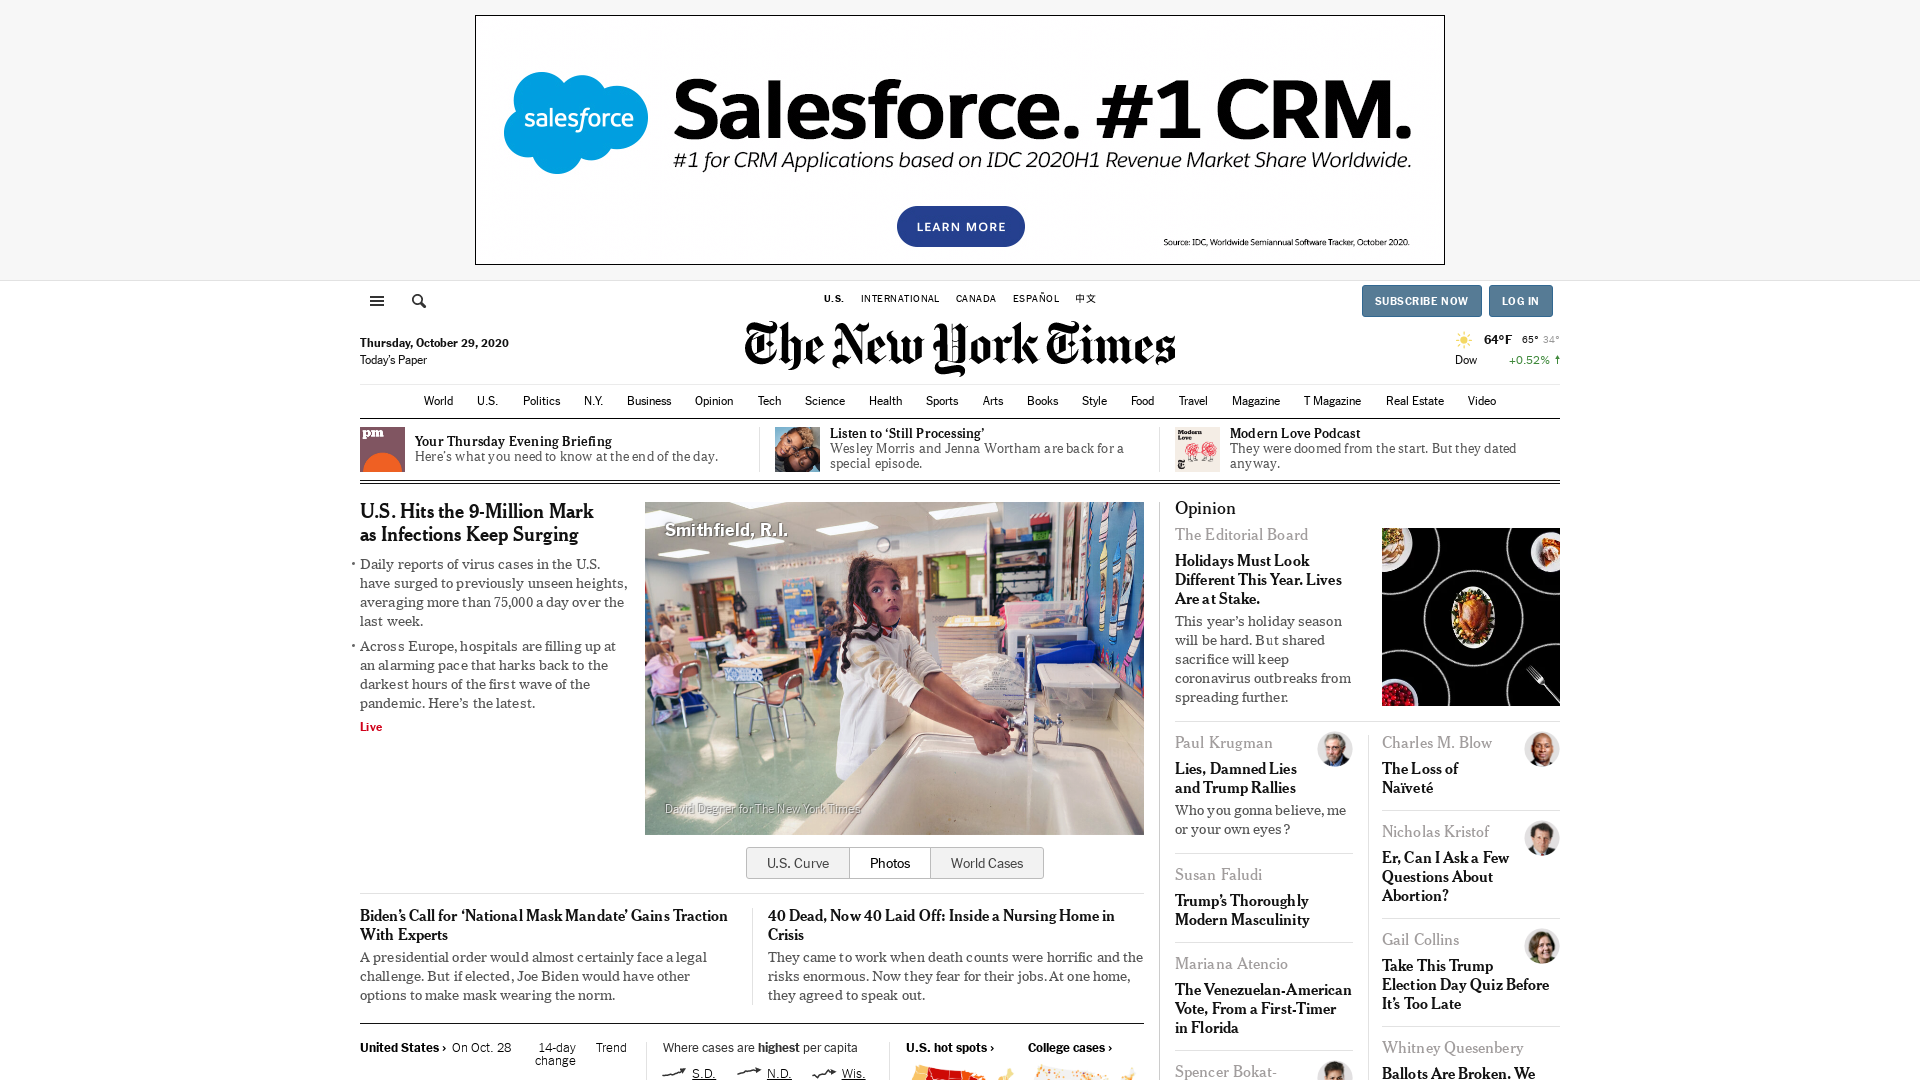 salesforce
Salesforce. #1 CRM.
#1 for CRM Applications based on IDC 2020H1 Revenue Market Share Worldwide.
LEARN MORE
Source: IDC, Worldwide Semiannual Software Tracker, October 2020.
U.S. INTERNATIONAL CANADA ESPAÑOL 中文
SUBSCRIBE NOW LOG IN
Thursday, October 29, 2020
Today's Paper
The New York Times
64°F 65° 34°
Dow +0.52% ↑
World U.S. Politics N.Y. Business Opinion Tech Science Health Sports Arts Books Style Food Travel Magazine T Magazine Real Estate Video
pm
Your Thursday Evening Briefing
Here's what you need to know at the end of the day.
Listen to ‘Still Processing’
Wesley Morris and Jenna Wortham are back for a
special episode.
Modern
Love
Modern Love Podcast
They were doomed from the start. But they dated
anyway.
U.S. Hits the 9-Million Mark
as Infections Keep Surging
• Daily reports of virus cases in the U.S.
have surged to previously unseen heights,
averaging more than 75,000 a day over the
last week.
• Across Europe, hospitals are filling up at
an alarming pace that harks back to the
darkest hours of the first wave of the
pandemic. Here’s the latest.
Live
Smithfield, R.I.
David Degner for The New York Times
U.S. Curve Photos World Cases
Biden’s Call for ‘National Mask Mandate’ Gains Traction
With Experts
A presidential order would almost certainly face a legal
challenge. But if elected, Joe Biden would have other
options to make mask wearing the norm.
40 Dead, Now 40 Laid Off: Inside a Nursing Home in
Crisis
They came to work when death counts were horrific and the
risks enormous. Now they fear for their jobs. At one home,
they agreed to speak out.
United States › On Oct. 28 14-day
change Trend
Where cases are highest per capita
S.D. N.D. Wis.
U.S. hot spots › College cases ›
Opinion
The Editorial Board
Holidays Must Look
Different This Year. Lives
Are at Stake.
This year’s holiday season
will be hard. But shared
sacrifice will keep
coronavirus outbreaks from
spreading further.
Paul Krugman
Lies, Damned Lies
and Trump Rallies
Who you gonna believe, me
or your own eyes?
Susan Faludi
Trump’s Thoroughly
Modern Masculinity
Mariana Atencio
The Venezuelan-American
Vote, From a First-Timer
in Florida
Spencer Bokat-
Charles M. Blow
The Loss of
Naïveté
Nicholas Kristof
Er, Can I Ask a Few
Questions About
Abortion?
Gail Collins
Take This Trump
Election Day Quiz Before
It’s Too Late
Whitney Quesenbery
Ballots Are Broken. We